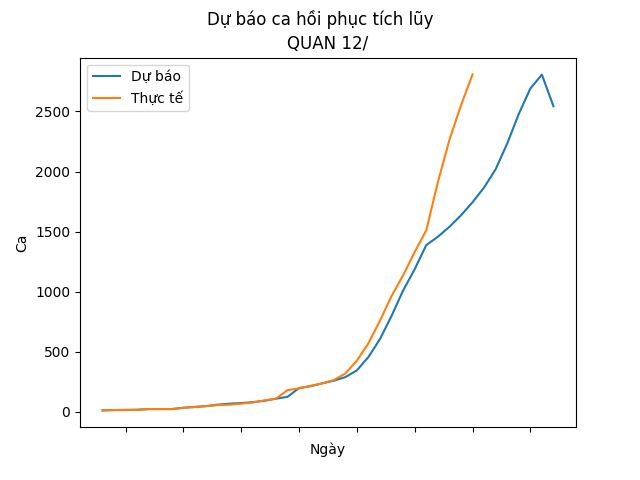 Dự báo ca hồi phục tích lũy
QUAN 12/
Dự báo
Thực tế
2500
2000
1500
1000
500
0
Ca
Ngày